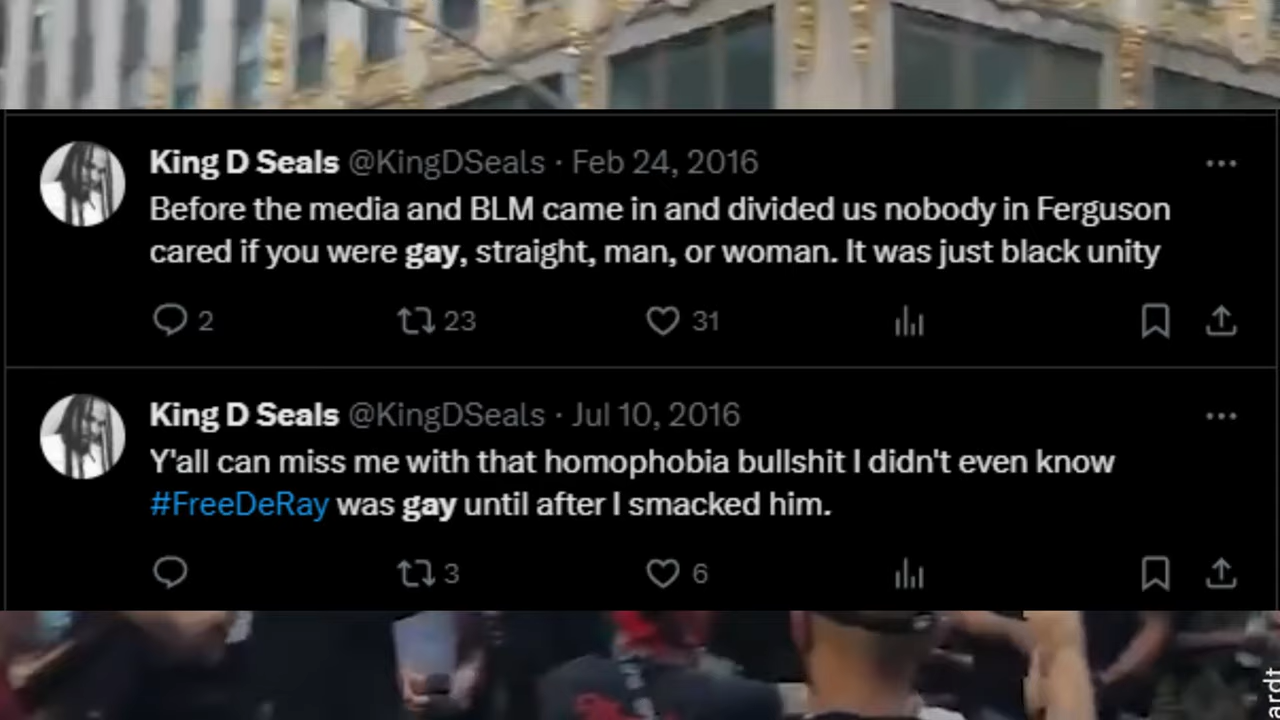 King D Seals @KingDSeals · Feb 24, 2016
Before the media and BLM came in and divided us nobody in Ferguson
cared if you were gay, straight, man, or woman. It was just black unity
2 23 31
King D Seals @KingDSeals · Jul 10, 2016
Y'all can miss me with that homophobia bullshit I didn't even know
#FreeDeRay was gay until after I smacked him.
3 6
ardt